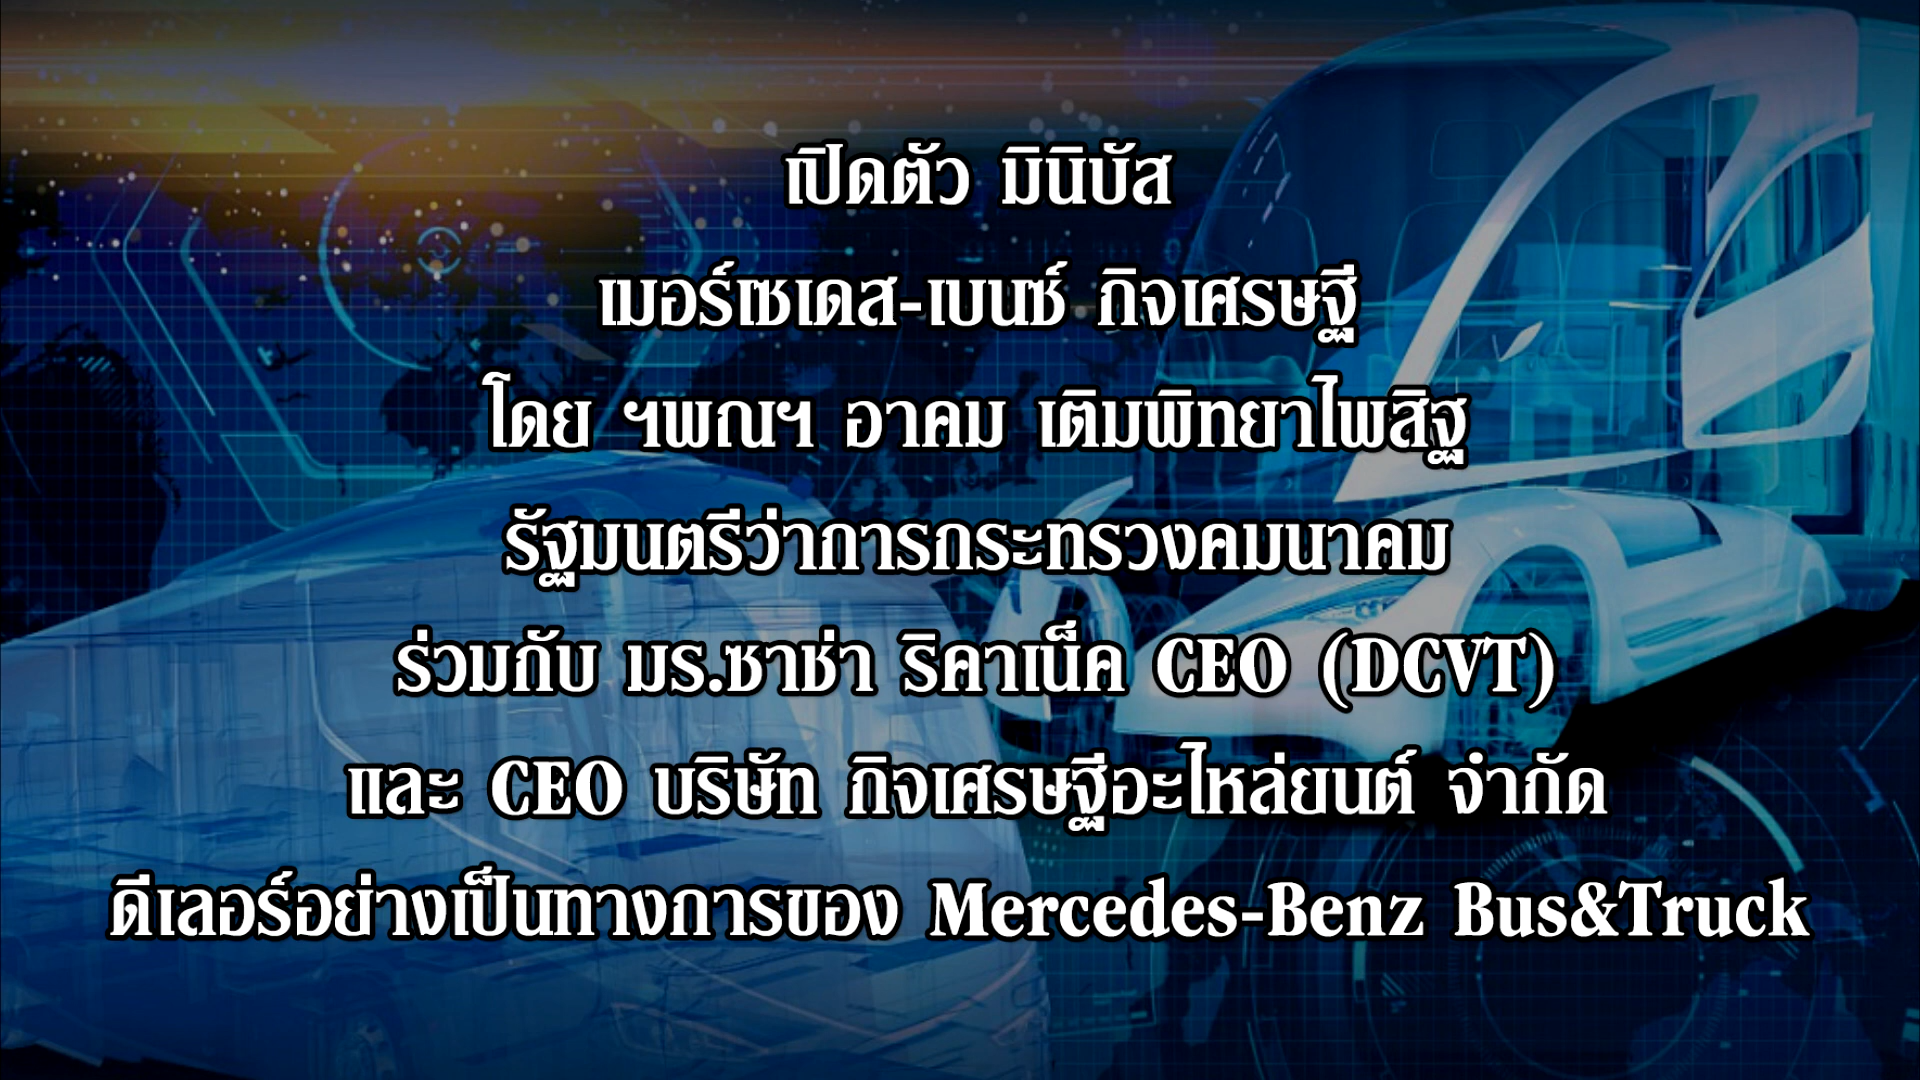 เปิดตัว มินิบัส
เมอร์เซเดส-เบนซ์ กิจเศรษฐี
โดย ฯพณฯ อาคม เติมพิทยาไพสิฐ
รัฐมนตรีว่าการกระทรวงคมนาคม
ร่วมกับ มร.ซาช่า ริคาเน็ค CEO (DCVT)
และ CEO บริษัท กิจเศรษฐีอะไหล่ยนต์ จำกัด
ดีเลอร์อย่างเป็นทางการของ Mercedes-Benz Bus&Truck